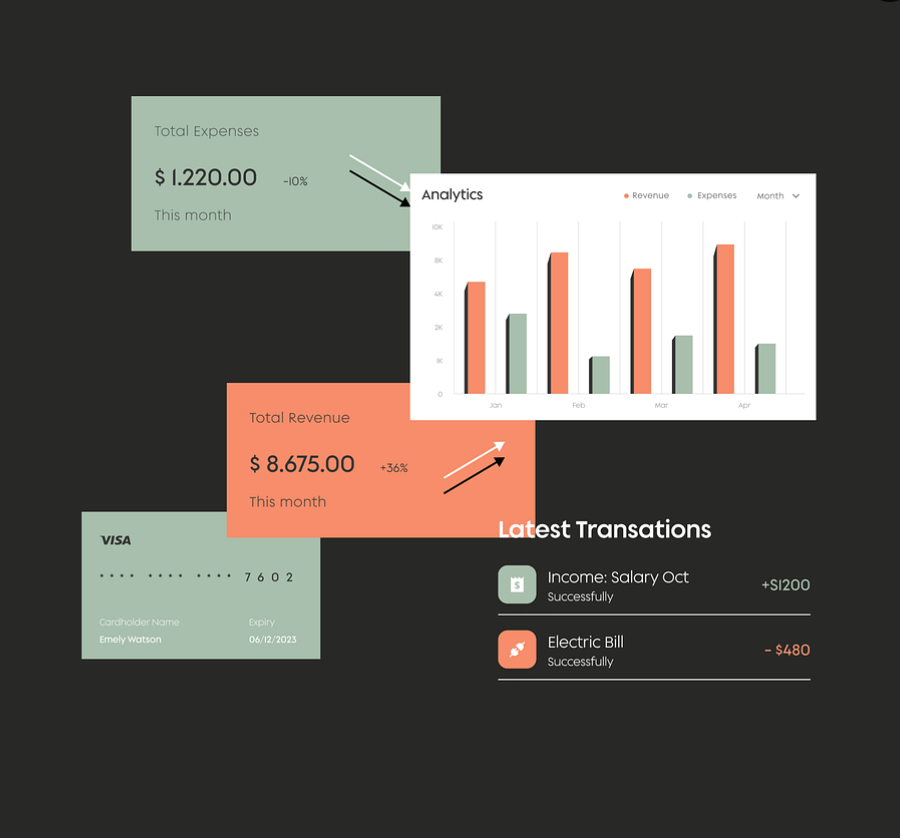 Total Expenses
$ 1.220.00 -10%
This month
Analytics
Revenue Expenses Month
10K
8K
4K
2K
1K
0
Jan Feb Mar Apr
Total Revenue
$ 8.675.00 +36%
This month
VISA
•••• •••• •••• 7602
Cardholder Name Expiry
Emely Watson 06/12/2023
Latest Transations
Income: Salary Oct +$1200
Successfully
Electric Bill - $480
Successfully